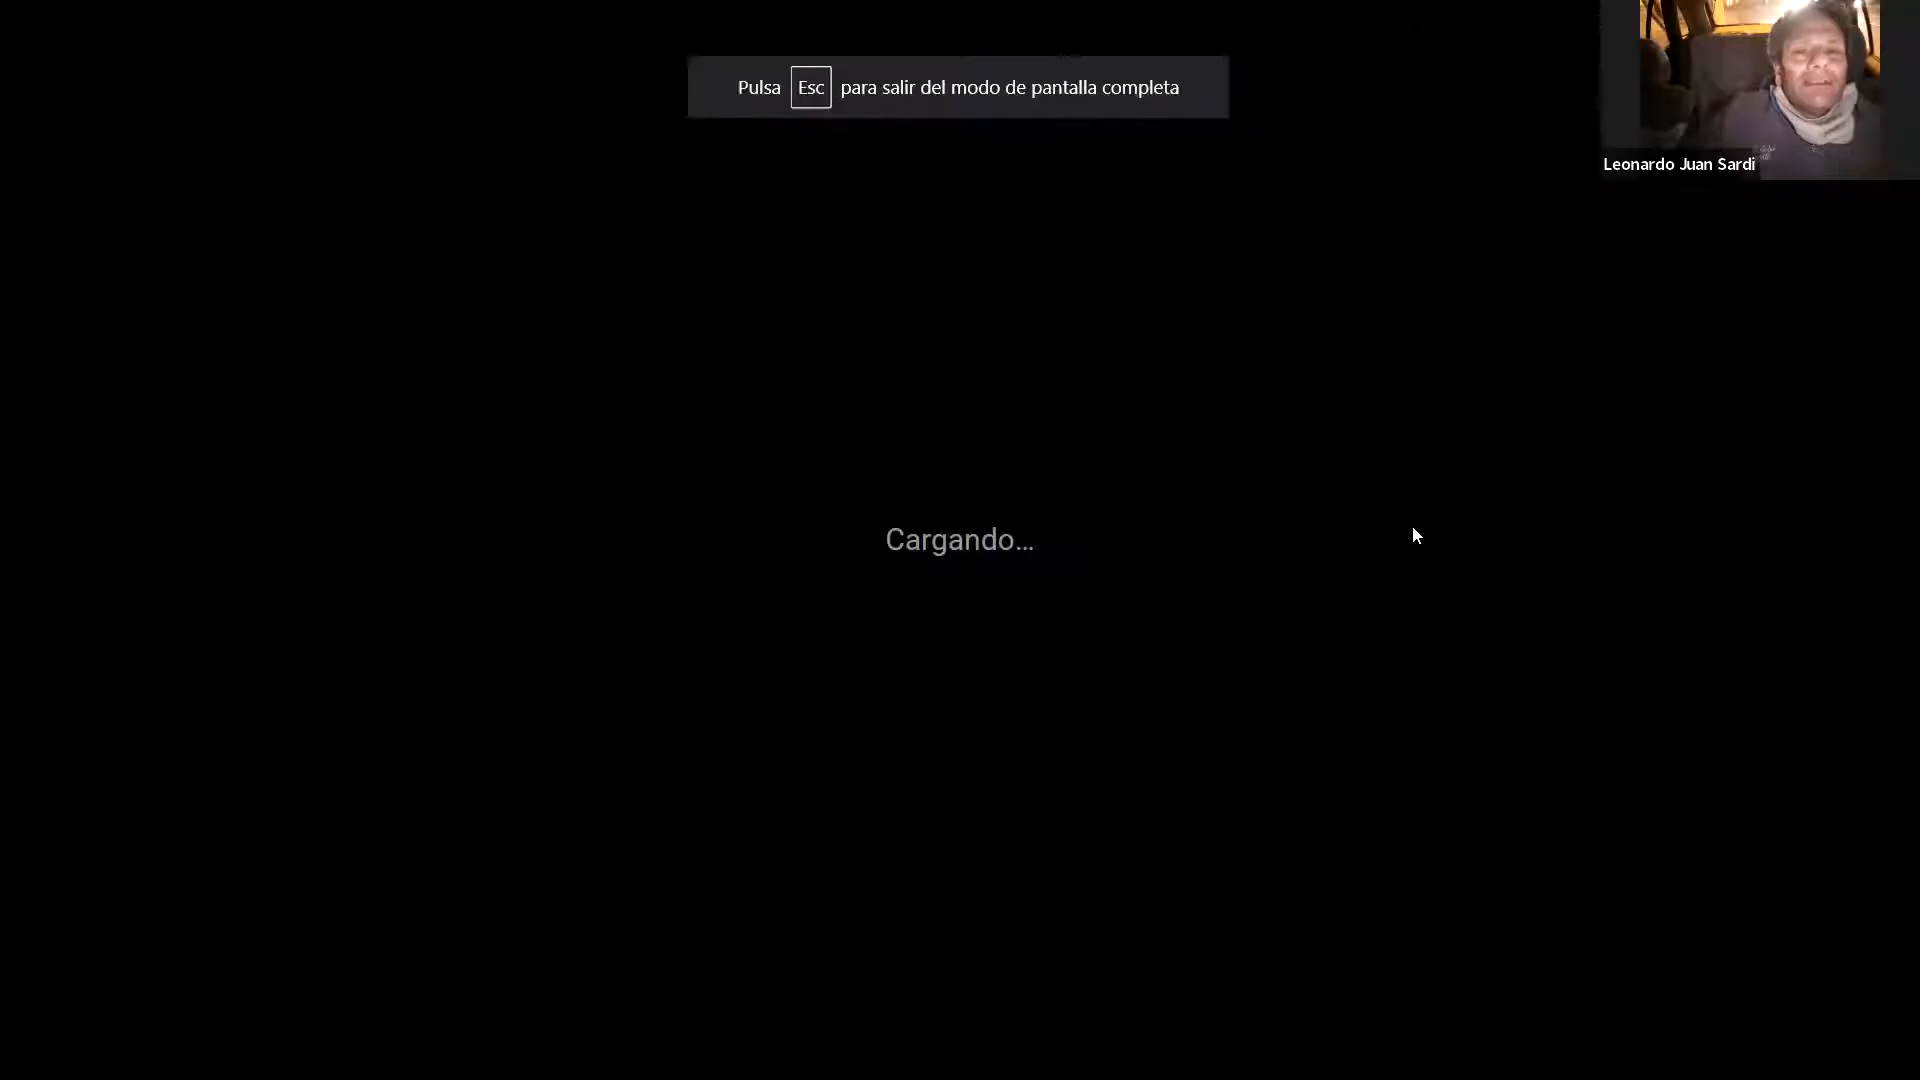 Pulsa Esc para salir del modo de pantalla completa
Leonardo Juan Sardi
Cargando...